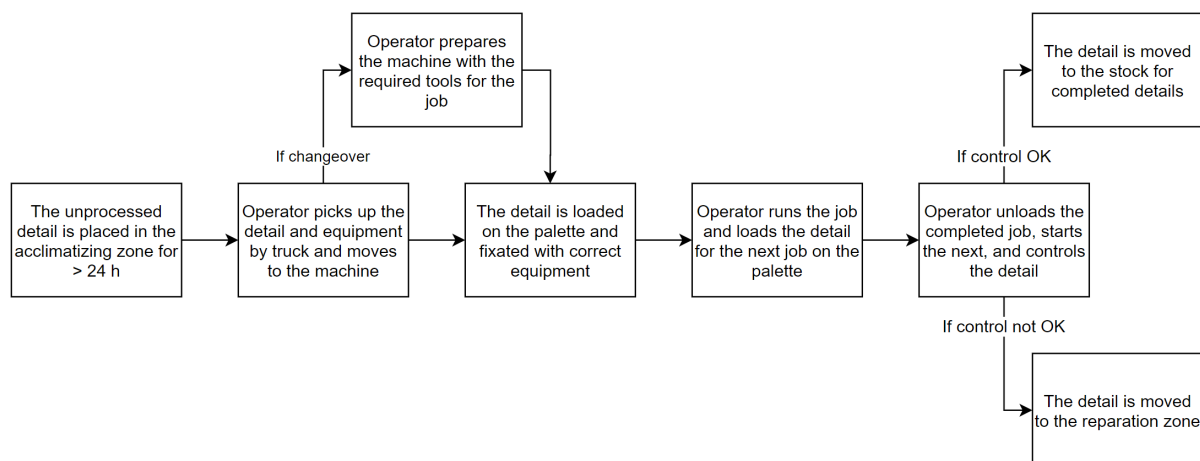 Operator prepares
the machine with the
required tools for the
job
The detail is moved
to the stock for
completed details
If changeover
If control OK
The unprocessed
detail is placed in the
acclimatizing zone for
> 24 h
Operator picks up the
detail and equipment
by truck and moves
to the machine
The detail is loaded
on the palette and
fixated with correct
equipment
Operator runs the job
and loads the detail
for the next job on the
palette
Operator unloads the
completed job, starts
the next, and controls
the detail
If control not OK
The detail is moved
to the reparation zone